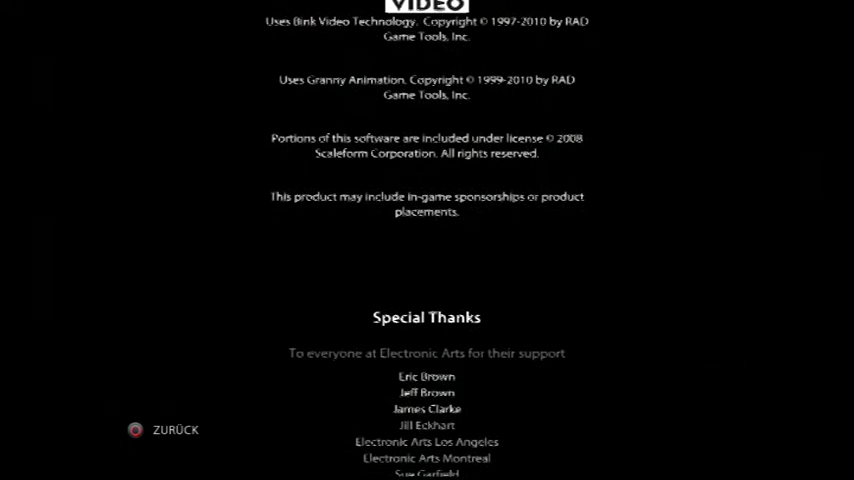 VIDEO
Uses Bink Video Technology. Copyright © 1997-2010 by RAD
Game Tools, Inc.
Uses Granny Animation. Copyright © 1999-2010 by RAD
Game Tools, Inc.
Portions of this software are included under license © 2008
Scaleform Corporation. All rights reserved.
This product may include in-game sponsorships or product
placements.
Special Thanks
To everyone at Electronic Arts for their support
Eric Brown
Jeff Brown
James Clarke
Jill Eckhart
ZURÜCK
Electronic Arts Los Angeles
Electronic Arts Montreal
Sue Garfield